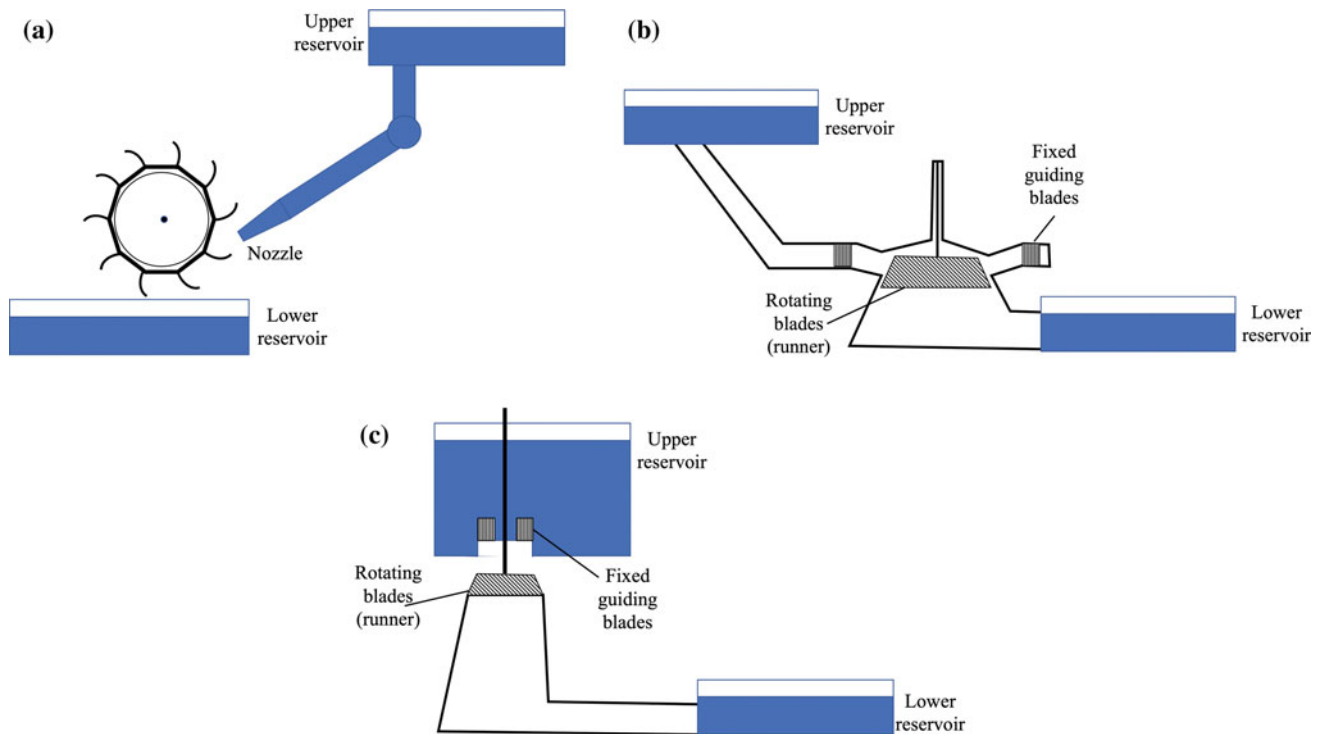 (a)
Upper
reservoir
Nozzle
Lower
reservoir
(b)
Upper
reservoir
Fixed
guiding
blades
Rotating
blades
(runner)
Lower
reservoir
(c)
Upper
reservoir
Rotating
blades
(runner)
Fixed
guiding
blades
Lower
reservoir